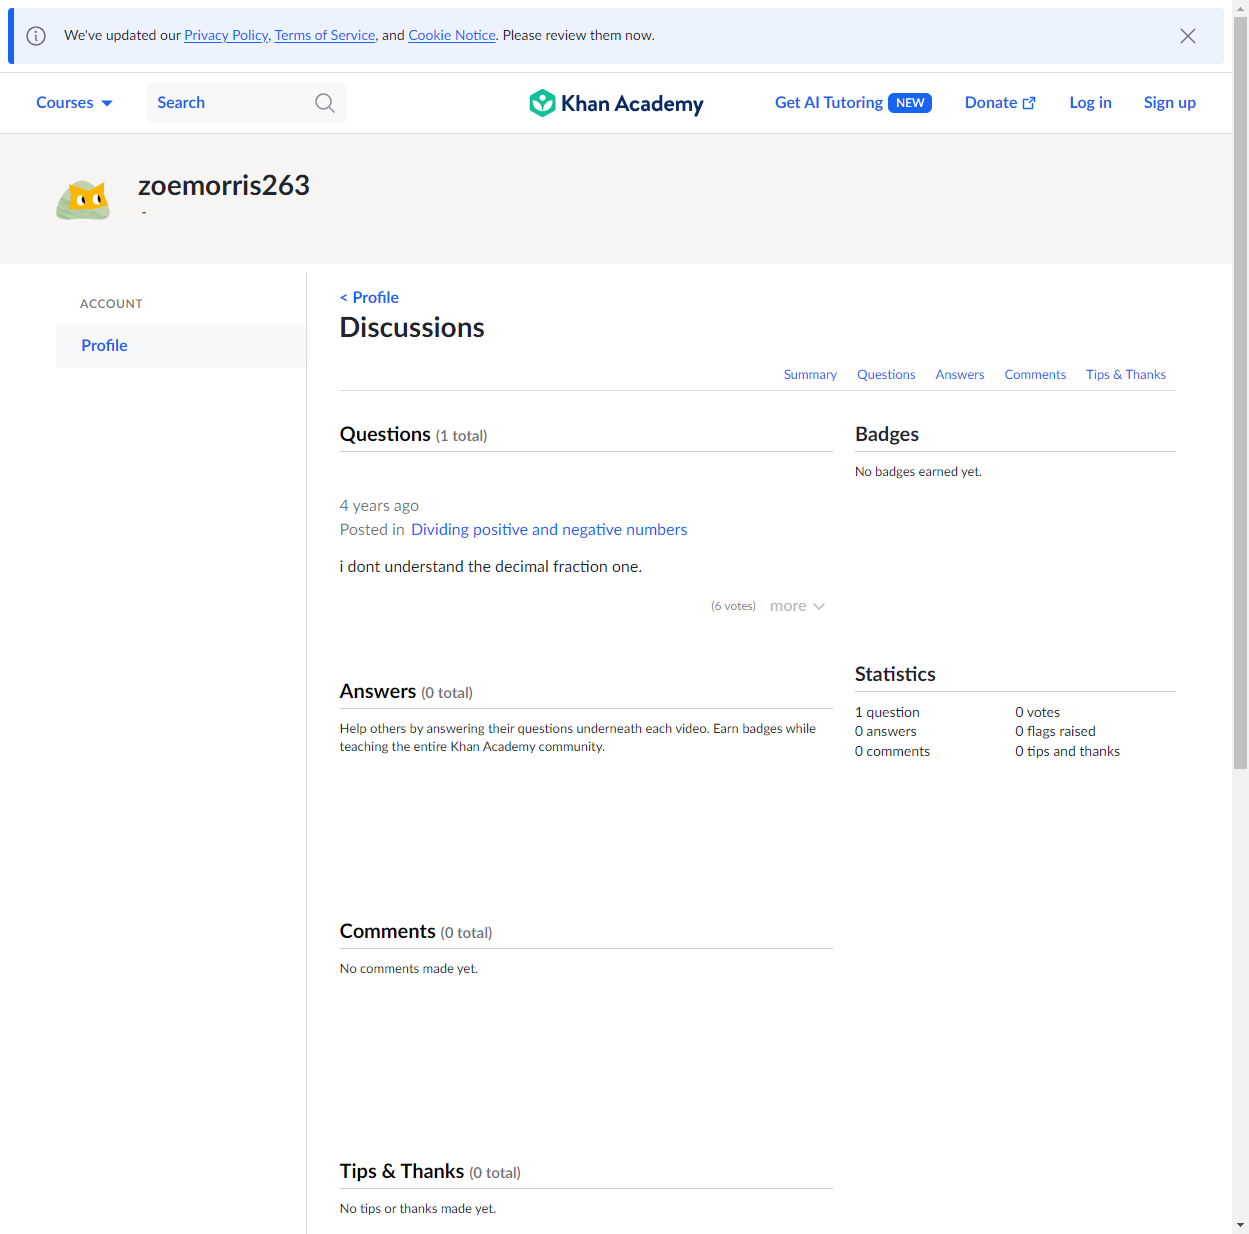 We've updated our Privacy Policy, Terms of Service, and Cookie Notice. Please review them now.
Courses
Search
Khan Academy
Get AI Tutoring NEW
Donate
Log in
Sign up
zoemorris263
-
ACCOUNT
Profile
< Profile
Discussions
Summary
Questions
Answers
Comments
Tips & Thanks
Questions (1 total)
4 years ago
Posted in Dividing positive and negative numbers
i dont understand the decimal fraction one.
(6 votes)
more
Answers (0 total)
Help others by answering their questions underneath each video. Earn badges while
teaching the entire Khan Academy community.
Comments (0 total)
No comments made yet.
Tips & Thanks (0 total)
No tips or thanks made yet.
Badges
No badges earned yet.
Statistics
1 question
0 votes
0 answers
0 flags raised
0 comments
0 tips and thanks